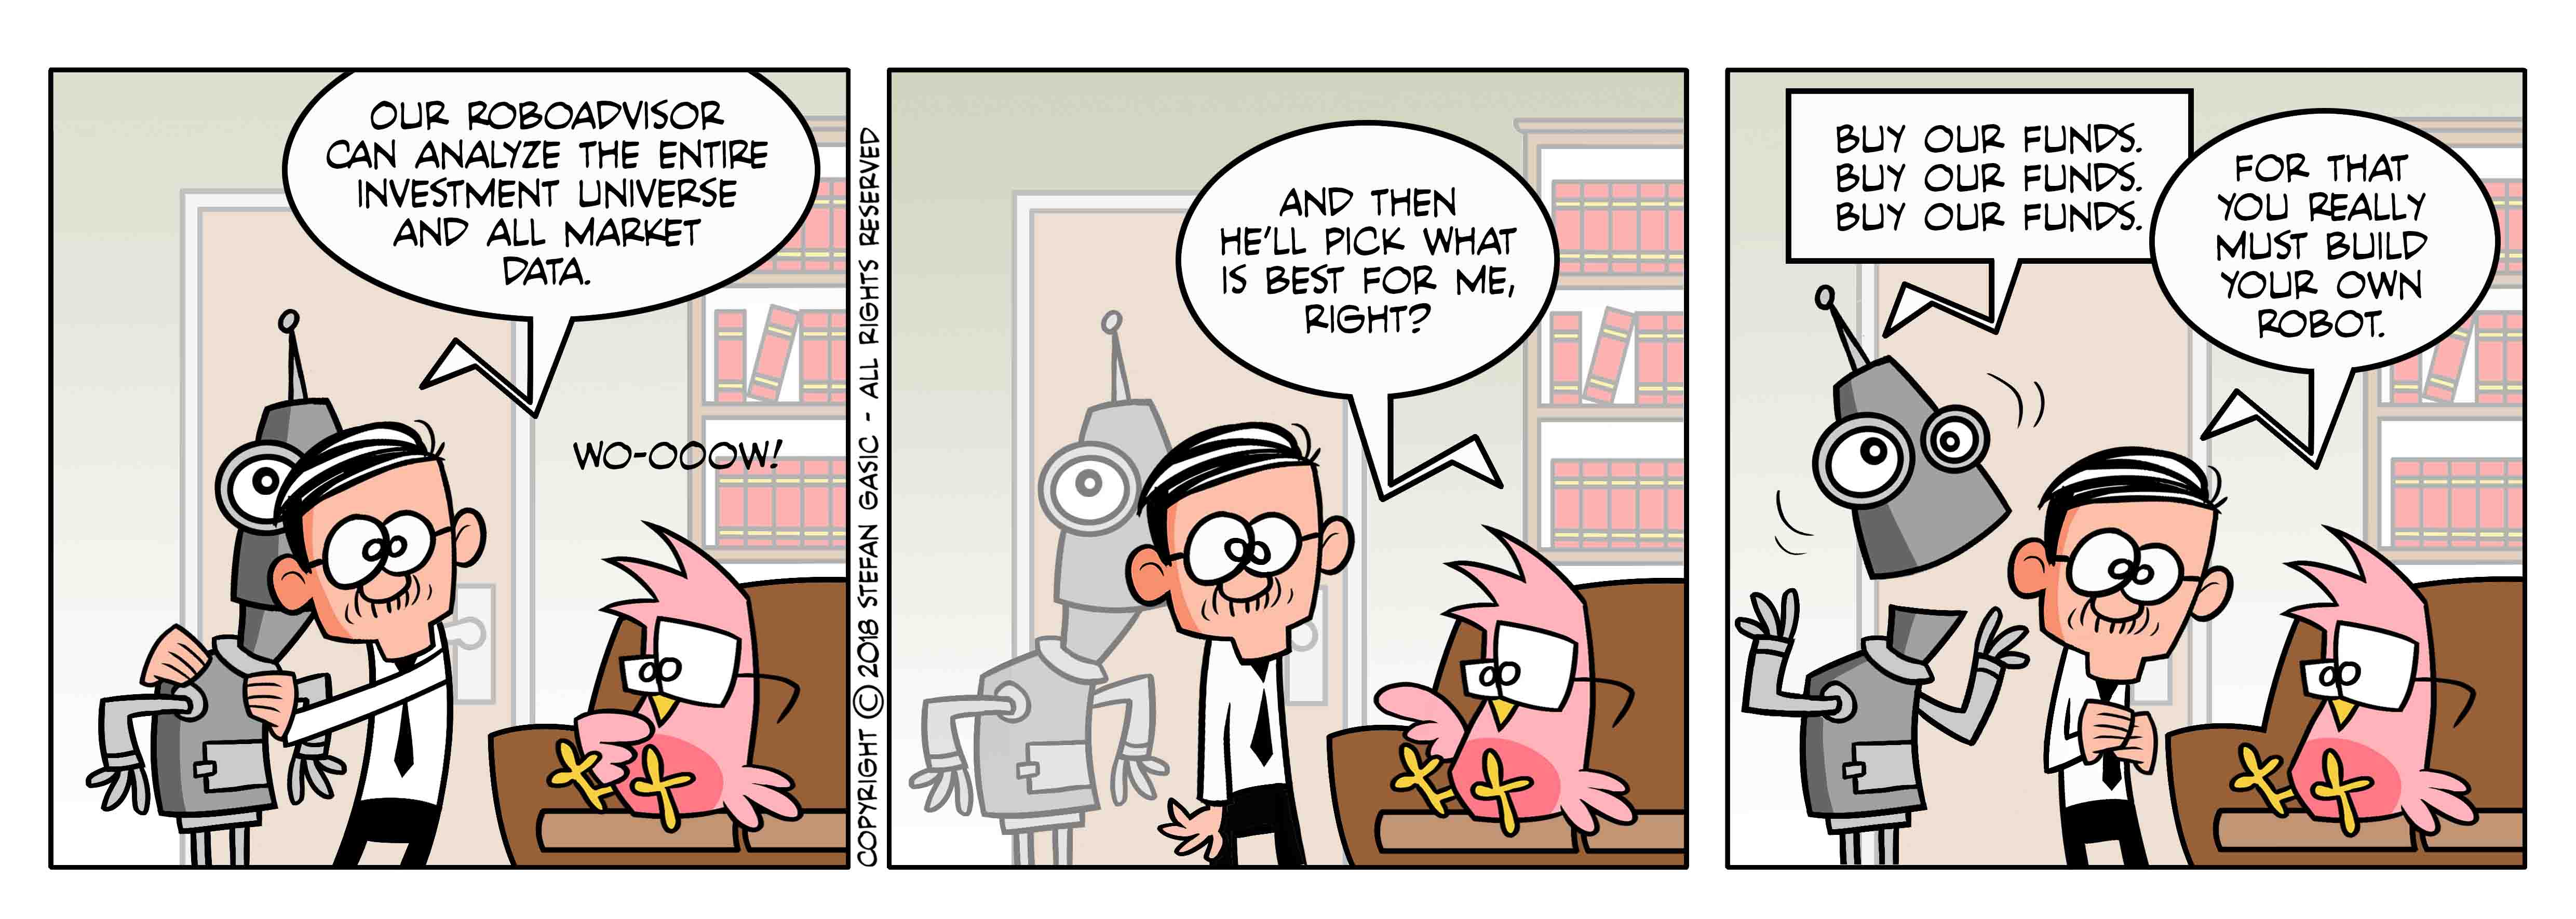 OUR ROBOADVISOR
CAN ANALYZE THE ENTIRE
INVESTMENT UNIVERSE
AND ALL MARKET
DATA.
WO-OOOW!
COPYRIGHT © 2018 STEFAN GASIC - ALL RIGHTS RESERVED
AND THEN
HE'LL PICK WHAT
IS BEST FOR ME,
RIGHT?
BUY OUR FUNDS.
BUY OUR FUNDS.
BUY OUR FUNDS.
FOR THAT
YOU REALLY
MUST BUILD
YOUR OWN
ROBOT.